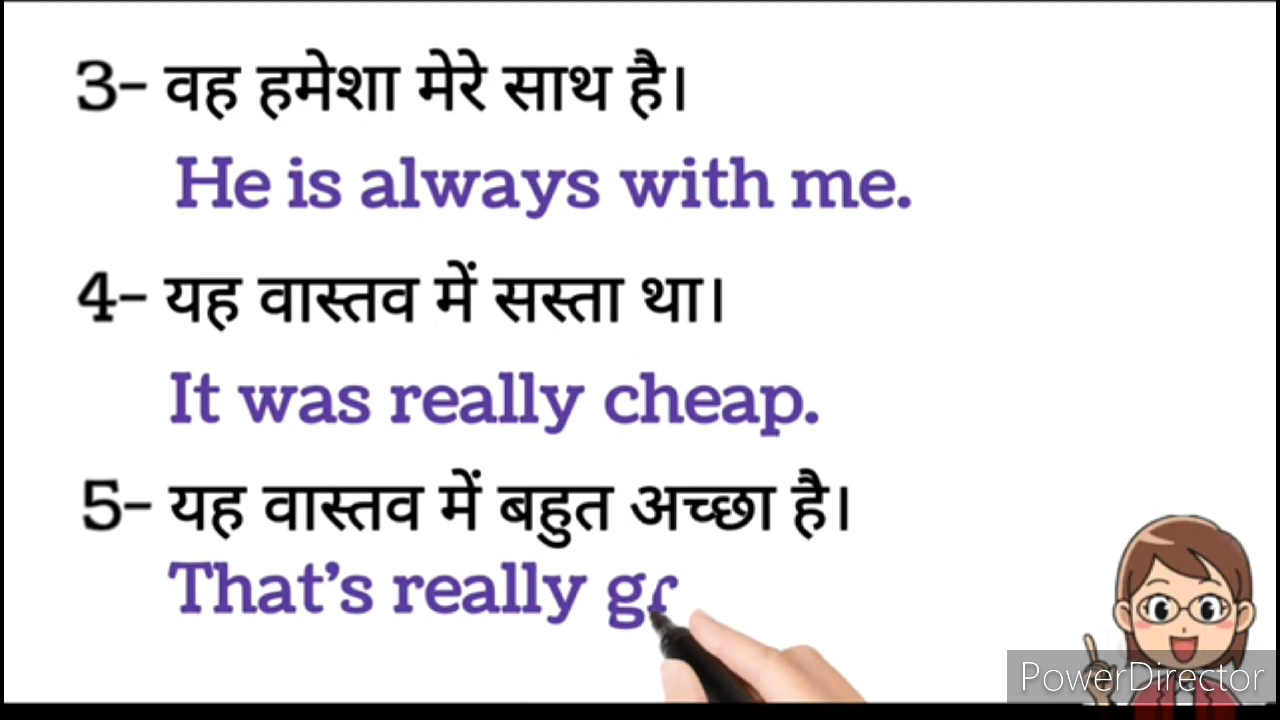 3- वह हमेशा मेरे साथ है।
He is always with me.
4- यह वास्तव में सस्ता था।
It was really cheap.
5- यह वास्तव में बहुत अच्छा है।
That's really
PowerDirector